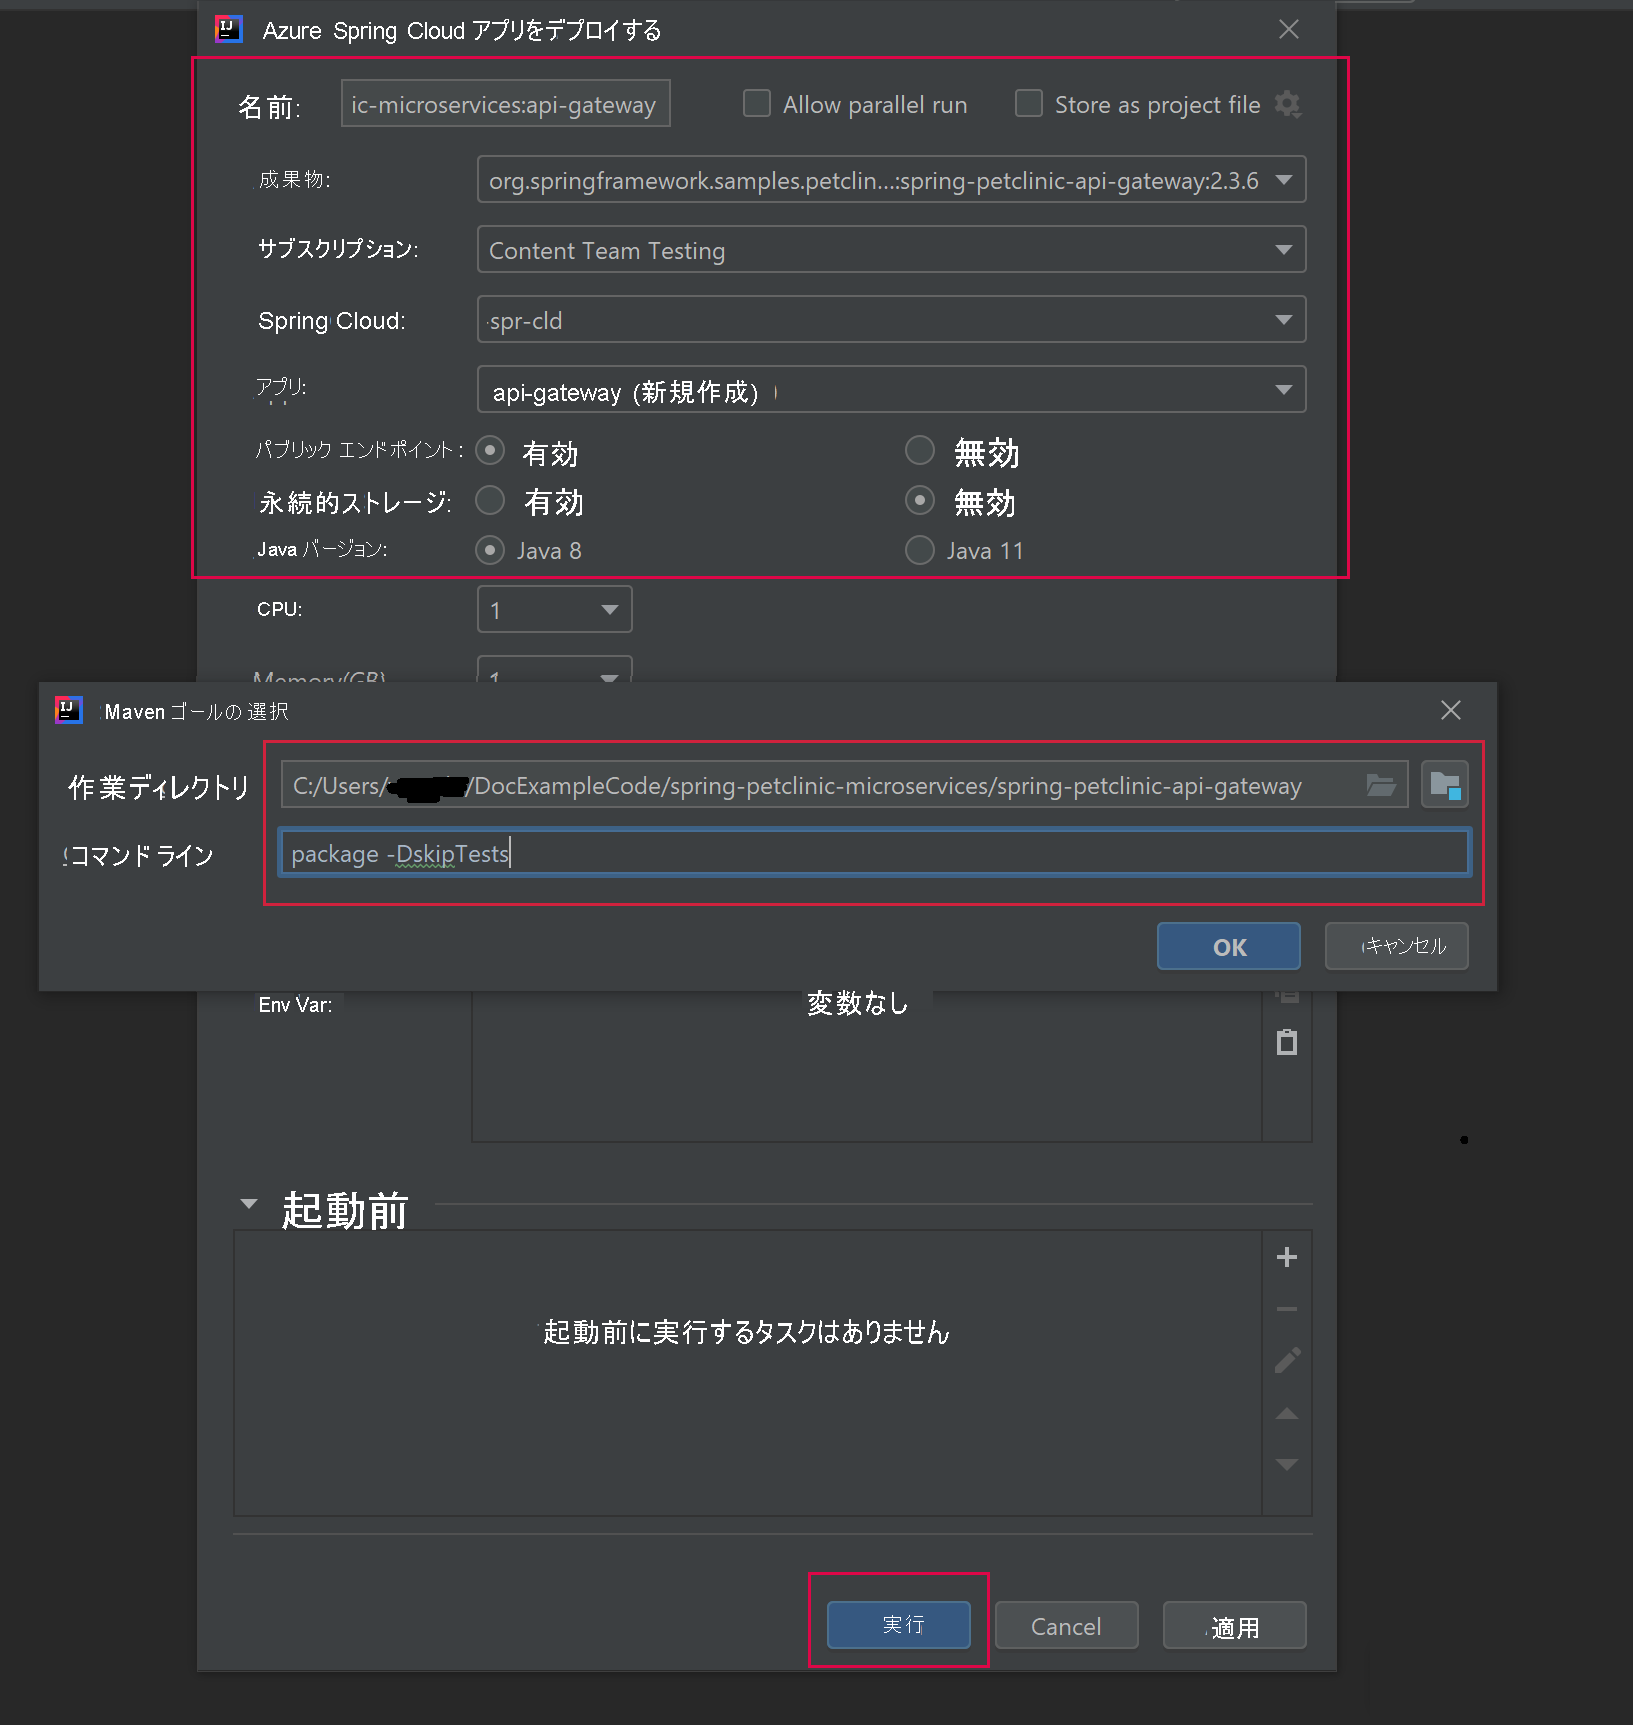 Azure Spring Cloud アプリをデプロイする
名前: ic-microservices:api-gateway Allow parallel run Store as project file
成果物: org.springframework.samples.petclin...:spring-petclinic-api-gateway:2.3.6
サブスクリプション: Content Team Testing
Spring Cloud: spr-cld
アプリ: api-gateway (新規作成)
パブリック エンドポイント: 有効 無効
永続的ストレージ: 有効 無効
Java バージョン: Java 8 Java 11
CPU: 1
Memory(GB) 1
Maven ゴールの 選択
作業ディレクトリ C:/Users/ /DocExampleCode/spring-petclinic-microservices/spring-petclinic-api-gateway
コマンド ライン package -DskipTests
OK キャンセル
Env Var: 変数なし
起動前
起動前に実行するタスクはありません
実行 Cancel 適用